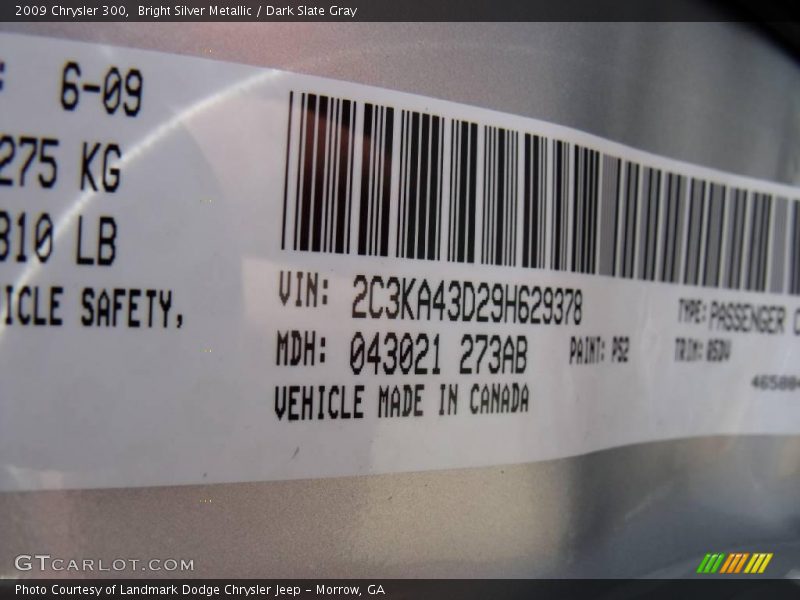 2009 Chrysler 300, Bright Silver Metallic / Dark Slate Gray
6-09
275 KG
310 LB
ICLE SAFETY,
VIN: 2C3KA43D29H629378
TYPE: PASSENGER C
MDH: 043021 273AB
PAINT: PS2
TRIM:
VEHICLE MADE IN CANADA
GTCARLOT.COM
Photo Courtesy of Landmark Dodge Chrysler Jeep – Morrow, GA